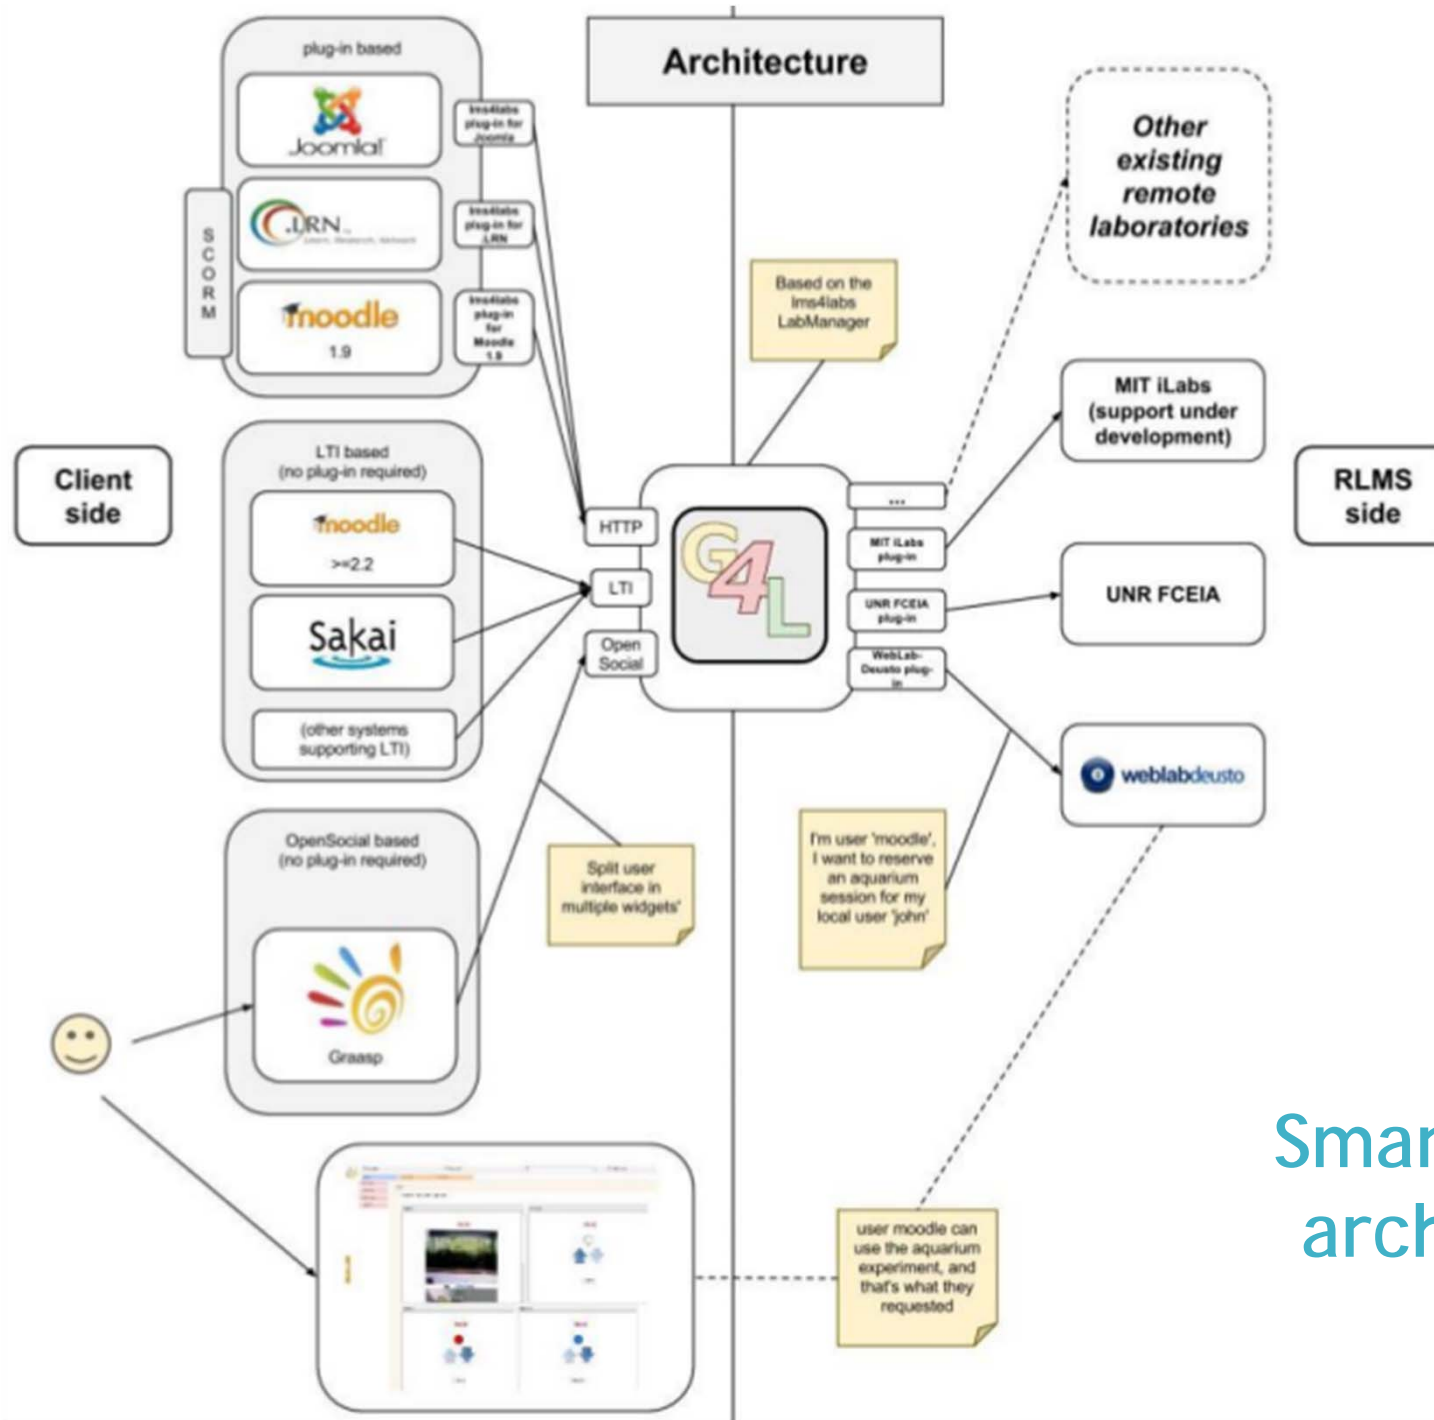 Architecture
plug-in based
Joomla!
lms4labs
plug-in for
Joomla
S
C
O
R
M
.LRN
Learn, Research, Network
lms4labs
plug-in for
.LRN
moodle
1.9
lms4labs
plug-in
for
Moodle
1.9
Client
side
LTI based
(no plug-in required)
moodle
>=2.2
Sakai
(other systems
supporting LTI)
OpenSocial based
(no plug-in required)
Graasp
Split user
interface in
multiple widgets'
HTTP
LTI
Open
Social
G4L
Based on the
lms4labs
LabManager
...
MIT iLabs
plug-in
UNR FCEIA
plug-in
WebLab-
Deusto plug-
in
Other
existing
remote
laboratories
MIT iLabs
(support under
development)
UNR FCEIA
weblabdeusto
RLMS
side
I'm user 'moodle',
I want to reserve
an aquarium
session for my
local user 'john'
user moodle can
use the aquarium
experiment, and
that's what they
requested